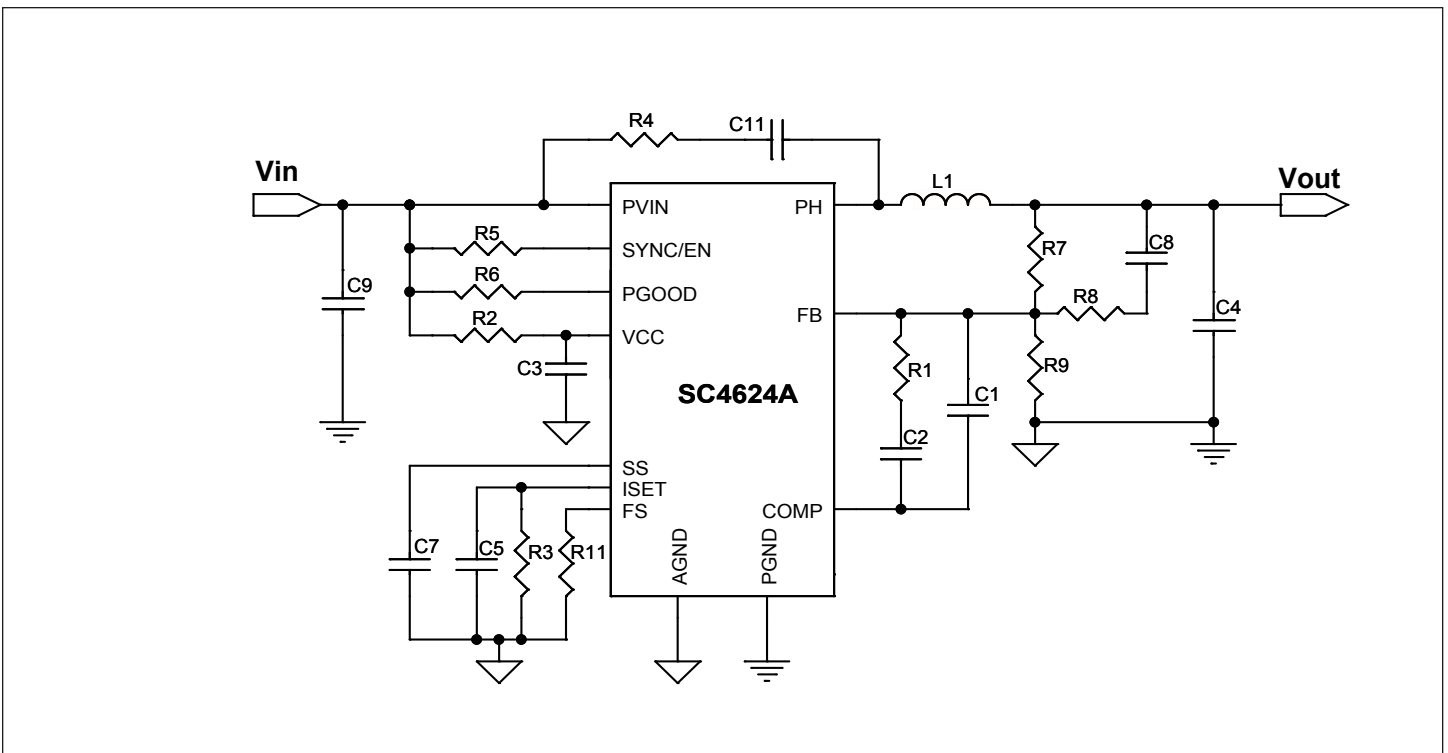 R4
C11
Vin
L1
Vout
PVIN
PH
R5
SYNC/EN
R7
C8
R6
C9
PGOOD
R8
C4
FB
R2
VCC
C3
R1
R9
SC4624A
C1
C2
SS
ISET
FS
COMP
C7
C5
R3
R11
AGND
PGND